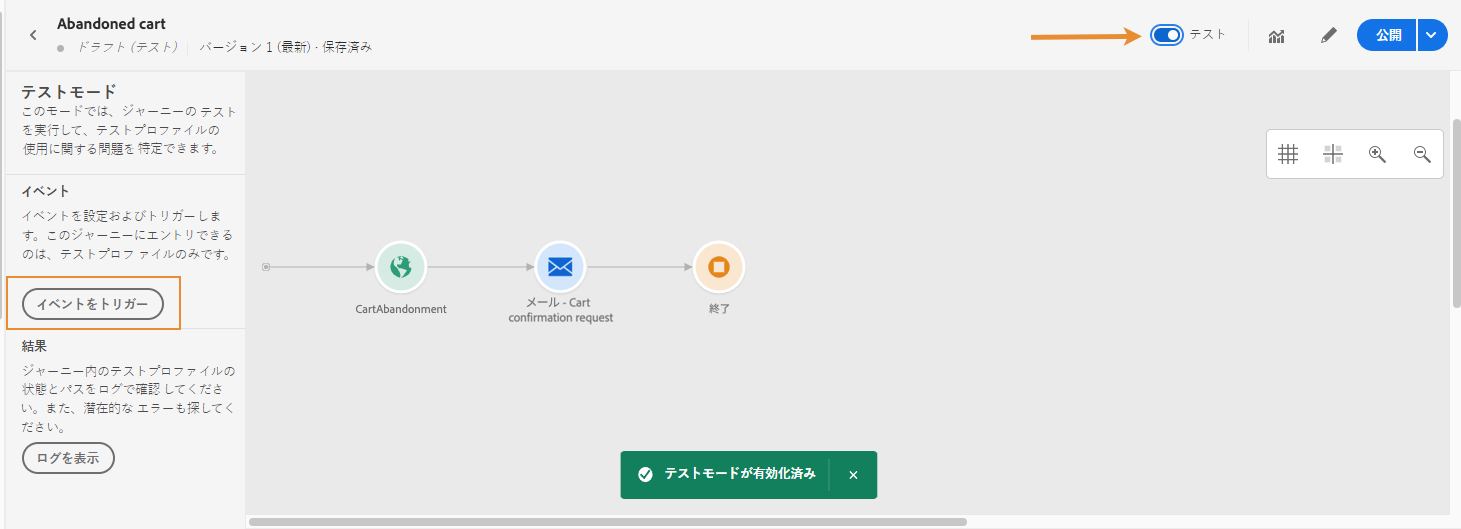 Abandoned cart
ドラフト (テスト)
バージョン 1 (最新) · 保存済み
テスト
公開
テストモード
このモードでは、ジャーニーの テスト
を実行して、テストプロファイルの
使用に関する問題を 特定できます。
イベント
イベントを設定およびトリガーしま
す。このジャーニーにエントリできる
のは、テストプロフ ァイルのみです。
イベントをトリガー
結果
ジャーニー内のテストプロファイルの
状態とパスをログで確認 してくださ
い。また、潜在的な エラーも探してく
ださい。
ログを表示
CartAbandonment
メール - Cart
confirmation request
終了
テストモードが有効化済み